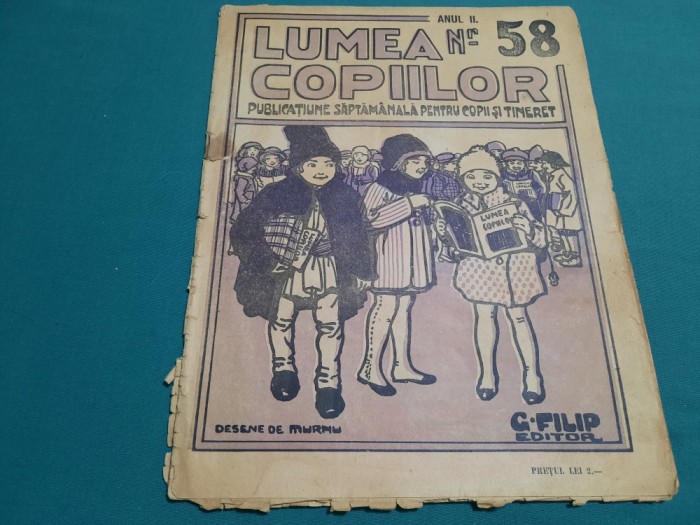 ANUL II.
LUMEA Nr. 58
COPIILOR
PUBLICAȚIUNE SĂPTĂMÂNALĂ PENTRU COPII ȘI TINERET
LUMEA
COPIILOR
DESENE DE MURNU
G. FILIP
EDITOR
PREȚUL LEI 2.—